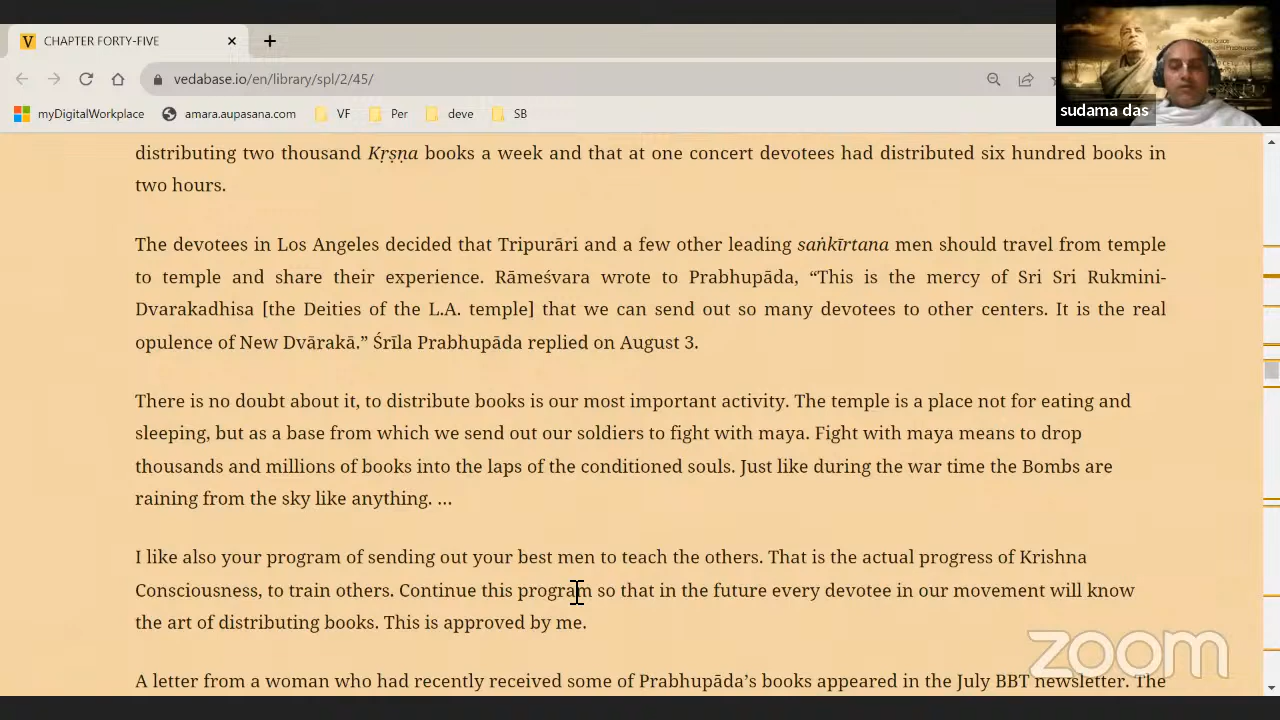 CHAPTER FORTY-FIVE
vedabase.io/en/library/spl/2/45/
myDigitalWorkplace
amara.aupasana.com
VF
Per
deve
SB
sudama das
distributing two thousand Kṛṣṇa books a week and that at one concert devotees had distributed six hundred books in
two hours.
The devotees in Los Angeles decided that Tripurāri and a few other leading saṅkīrtana men should travel from temple
to temple and share their experience. Rāmeśvara wrote to Prabhupāda, “This is the mercy of Sri Sri Rukmini-
Dvarakadhisa [the Deities of the L.A. temple] that we can send out so many devotees to other centers. It is the real
opulence of New Dvārakā.” Śrīla Prabhupāda replied on August 3.
There is no doubt about it, to distribute books is our most important activity. The temple is a place not for eating and
sleeping, but as a base from which we send out our soldiers to fight with maya. Fight with maya means to drop
thousands and millions of books into the laps of the conditioned souls. Just like during the war time the Bombs are
raining from the sky like anything. …
I like also your program of sending out your best men to teach the others. That is the actual progress of Krishna
Consciousness, to train others. Continue this program so that in the future every devotee in our movement will know
the art of distributing books. This is approved by me.
A letter from a woman who had recently received some of Prabhupāda’s books appeared in the July BBT newsletter. The
zoom